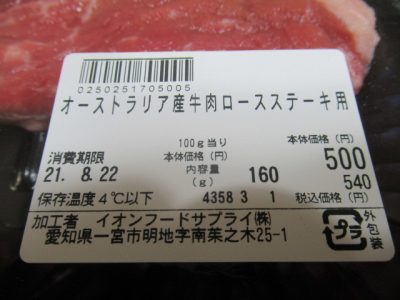 0250251705005
オーストラリア産牛肉ロースステーキ用
消費期限
21. 8.22
100g当り
本体価格(円)
内容量
(g)
160
本体価格(円)
500
540
保存温度4℃以下
4358 3 1
税込価格(円)
加工者 イオンフードサプライ(株)
愛知県一宮市明地字南茱之木25-1
プラ
外包装